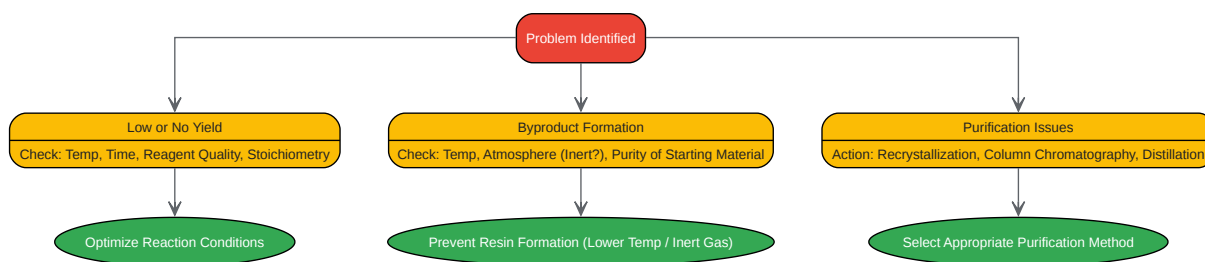 Problem Identified
Low or No Yield
Check: Temp, Time, Reagent Quality, Stoichiometry
Byproduct Formation
Check: Temp, Atmosphere (Inert?), Purity of Starting Material
Purification Issues
Action: Recrystallization, Column Chromatography, Distillation
Optimize Reaction Conditions
Prevent Resin Formation (Lower Temp / Inert Gas)
Select Appropriate Purification Method